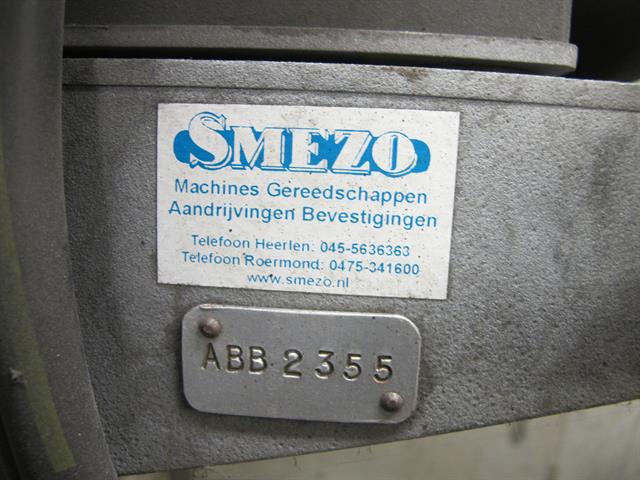 SMEZO
Machines Gereedschappen
Aandrijvingen Bevestigingen
Telefoon Heerlen: 045-5636363
Telefoon Roermond: 0475-341600
www.smezo.nl
ABB 2355